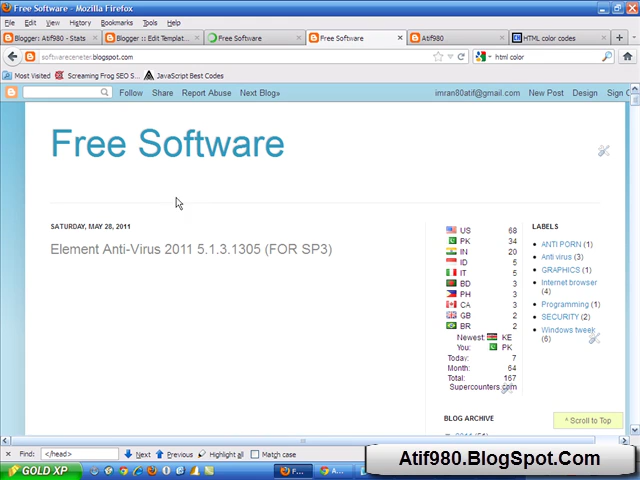 Free Software - Mozilla Firefox
File Edit View History Bookmarks Tools Help
Blogger: Atif980 - Stats
Blogger :: Edit Templat...
Free Software
Free Software
Atif980
HTML color codes
softwareceneter.blogspot.com
html color
Most Visited Screaming Frog SEO S... JavaScript Best Codes
Follow Share Report Abuse Next Blog» imran80atif@gmail.com New Post Design Sign O
Free Software
SATURDAY, MAY 28, 2011
Element Anti-Virus 2011 5.1.3.1305 (FOR SP3)
US 68
PK 34
IN 20
ID 5
IT 5
BD 3
PH 3
CA 3
GB 2
BR 2
Newest: KE
You: PK
Today: 7
Month: 64
Total: 167
Supercounters.com
BLOG ARCHIVE
LABELS
ANTI PORN (1)
Anti virus (3)
GRAPHICS (1)
Internet browser
(4)
Programming (1)
SECURITY (2)
Windows tweek
(6)
^ Scroll to Top
Find: </head> Next Previous Highlight all Match case
GOLD XP
Atif980.BlogSpot.Com